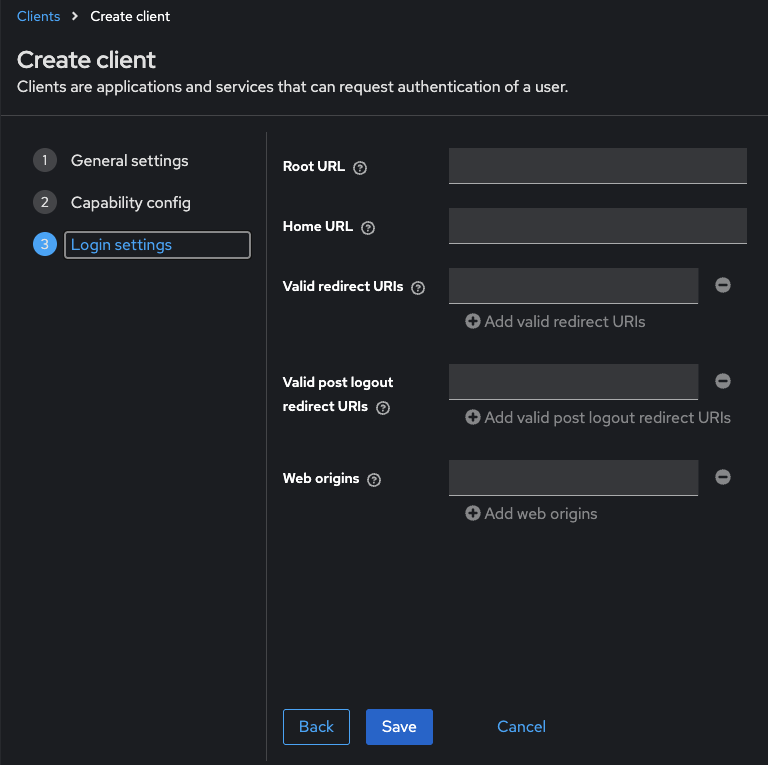 Clients > Create client
Create client
Clients are applications and services that can request authentication of a user.
1 General settings
2 Capability config
3 Login settings
Root URL ?
Home URL ?
Valid redirect URIs ?
Add valid redirect URIs
Valid post logout
redirect URIs ?
Add valid post logout redirect URIs
Web origins ?
Add web origins
Back Save Cancel